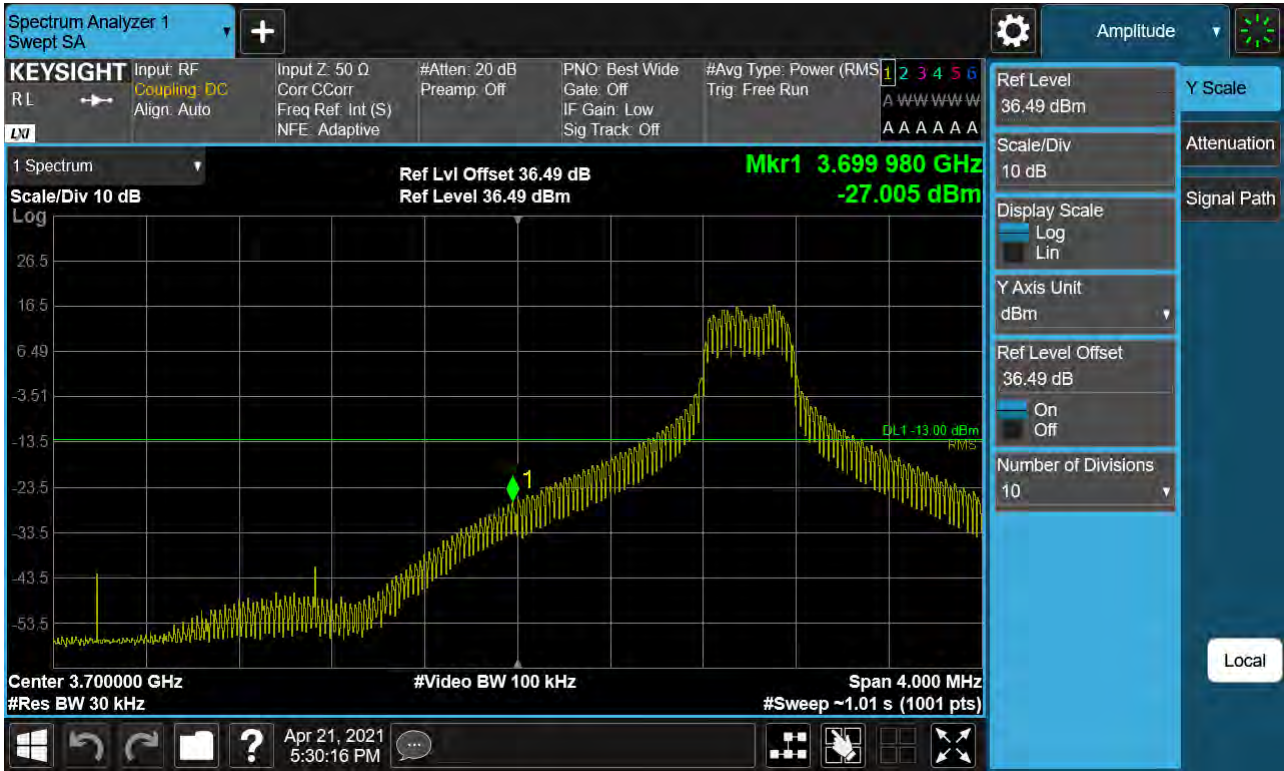 Spectrum Analyzer 1
Swept SA
+
Amplitude
KEYSIGHT
RL
LXI
Input: RF
Coupling: DC
Align: Auto
Input Z: 50 Ω
Corr CCorr
Freq Ref: Int (S)
NFE: Adaptive
#Atten: 20 dB
Preamp: Off
PNO: Best Wide
Gate: Off
IF Gain: Low
Sig Track: Off
#Avg Type: Power (RMS
Trig: Free Run
1 2 3 4 5 6
A W W W W W
A A A A A A
1 Spectrum
Scale/Div 10 dB
Ref Lvl Offset 36.49 dB
Ref Level 36.49 dBm
Mkr1 3.699 980 GHz
-27.005 dBm
Log
26.5
16.5
6.49
-3.51
-13.5
-23.5
-33.5
-43.5
-53.5
DL1 -13.00 dBm
RMS
1
Center 3.700000 GHz
#Res BW 30 kHz
#Video BW 100 kHz
Span 4.000 MHz
#Sweep ~1.01 s (1001 pts)
Ref Level
36.49 dBm
Scale/Div
10 dB
Display Scale
Log
Lin
Y Axis Unit
dBm
Ref Level Offset
36.49 dB
On
Off
Number of Divisions
10
Y Scale
Attenuation
Signal Path
Local
?
Apr 21, 2021
5:30:16 PM